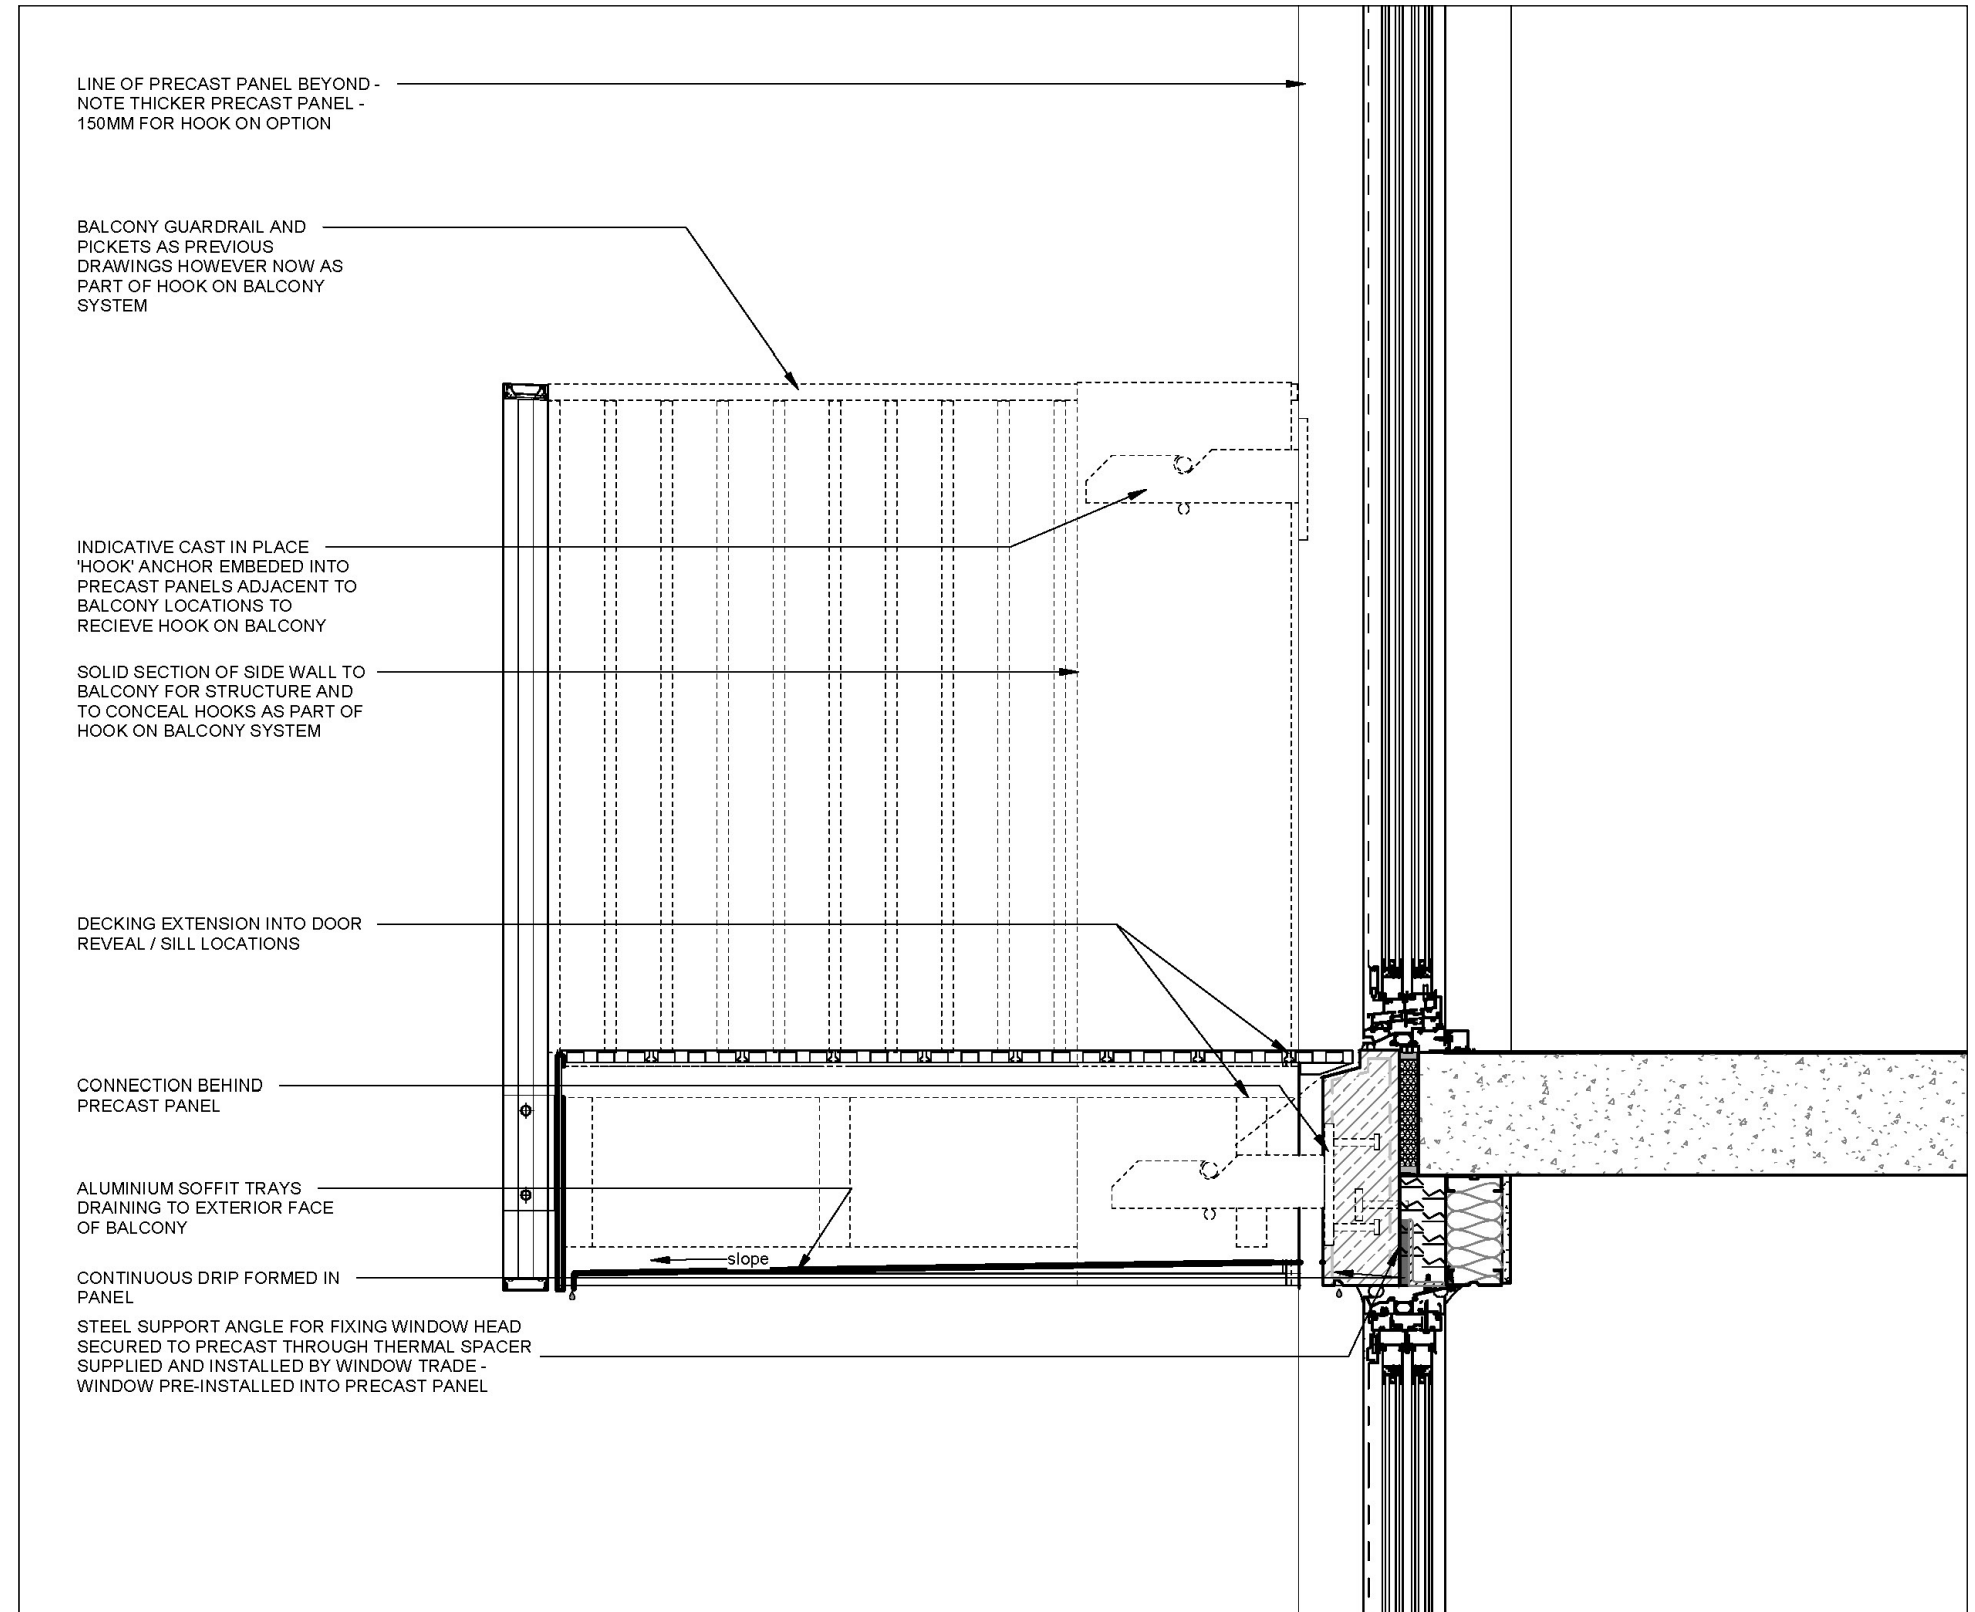 LINE OF PRECAST PANEL BEYOND -
NOTE THICKER PRECAST PANEL -
150MM FOR HOOK ON OPTION
BALCONY GUARDRAIL AND
PICKETS AS PREVIOUS
DRAWINGS HOWEVER NOW AS
PART OF HOOK ON BALCONY
SYSTEM
INDICATIVE CAST IN PLACE
'HOOK' ANCHOR EMBEDED INTO
PRECAST PANELS ADJACENT TO
BALCONY LOCATIONS TO
RECIEVE HOOK ON BALCONY
SOLID SECTION OF SIDE WALL TO
BALCONY FOR STRUCTURE AND
TO CONCEAL HOOKS AS PART OF
HOOK ON BALCONY SYSTEM
DECKING EXTENSION INTO DOOR
REVEAL / SILL LOCATIONS
CONNECTION BEHIND
PRECAST PANEL
ALUMINIUM SOFFIT TRAYS
DRAINING TO EXTERIOR FACE
OF BALCONY
slope
CONTINUOUS DRIP FORMED IN
PANEL
STEEL SUPPORT ANGLE FOR FIXING WINDOW HEAD
SECURED TO PRECAST THROUGH THERMAL SPACER
SUPPLIED AND INSTALLED BY WINDOW TRADE -
WINDOW PRE-INSTALLED INTO PRECAST PANEL